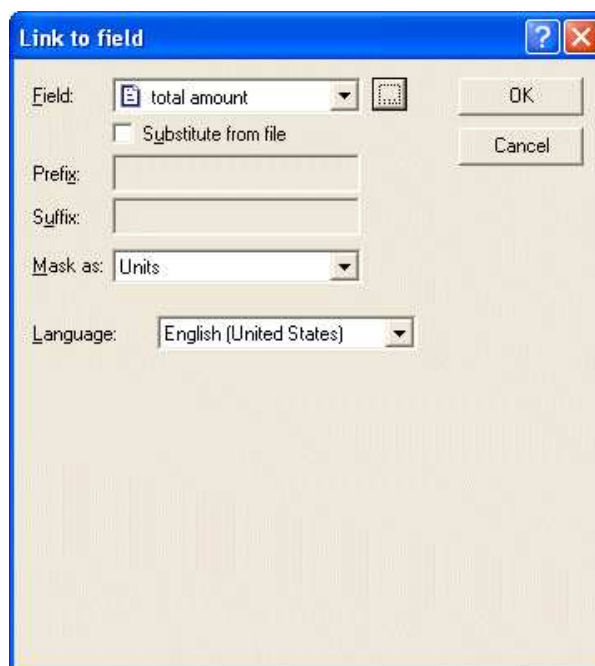 Link to field
Field: total amount OK
Substitute from file
Cancel
Prefix:
Suffix:
Mask as: Units
Language: English (United States)